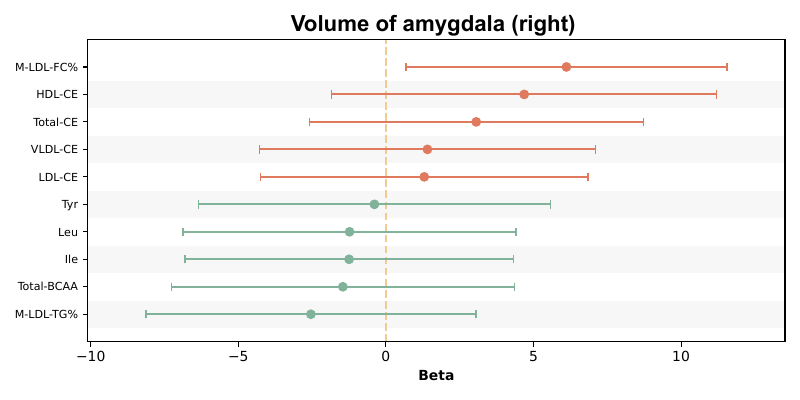 Volume of amygdala (right)
M-LDL-FC%
HDL-CE
Total-CE
VLDL-CE
LDL-CE
Tyr
Leu
Ile
Total-BCAA
M-LDL-TG%
−10 −5 0 5 10
Beta